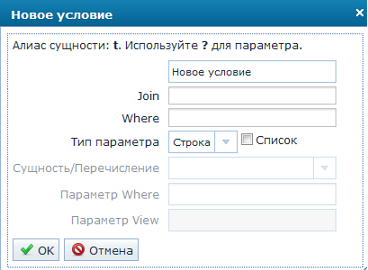 Новое условие
Алиас сущности: t. Используйте ? для параметра.
Новое условие
Join
Where
Тип параметра Строка Список
Сущность/Перечисление
Параметр Where
Параметр View
OK Отмена